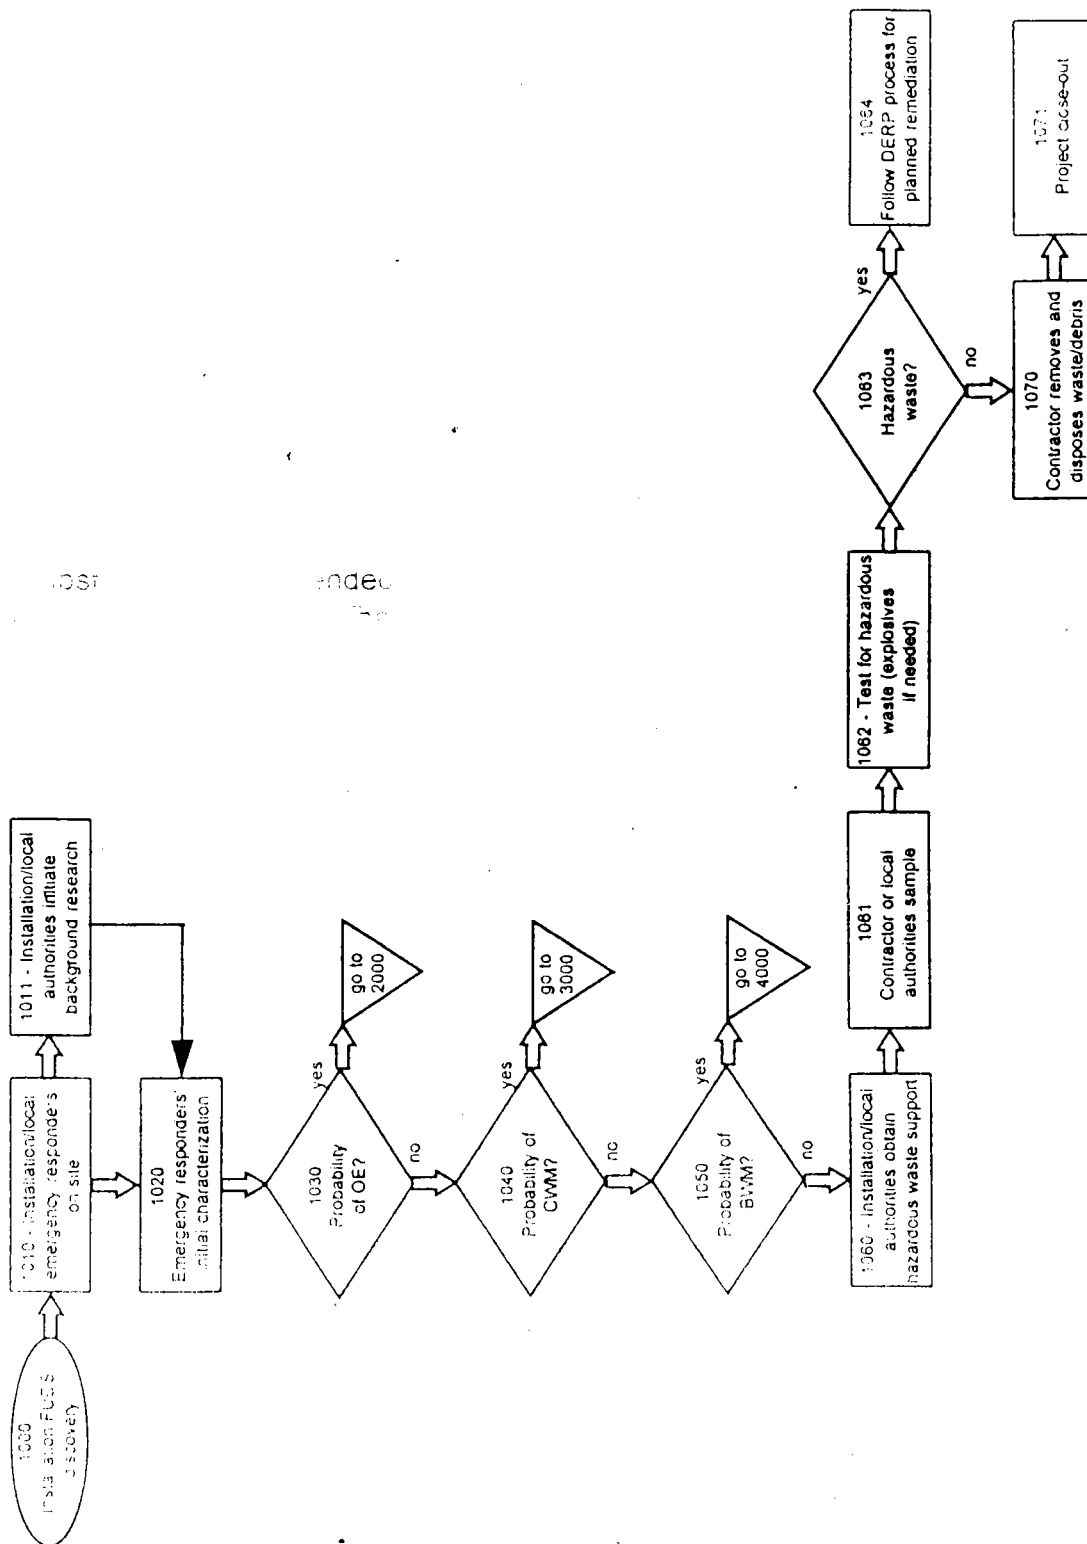 1000
discovery
1010 - Installation/local
emergency responders
on site
1011 - Installation/local
authorities initiate
background research
1020
Emergency responders'
initial characterization
1030
Probability
of OE?
yes
go to
2000
no
1040
Probability of
CWM?
yes
go to
3000
no
1050
Probability of
BWM?
yes
go to
4000
no
1060 - Installation/local
authorities obtain
hazardous waste support
1061
Contractor or local
authorities sample
1062 - Test for hazardous
waste (explosives
if needed)
1063
Hazardous
waste?
yes
1064
Follow DERP process for
planned remediation
no
1070
Contractor removes and
disposes waste/debris
1071
Project close-out